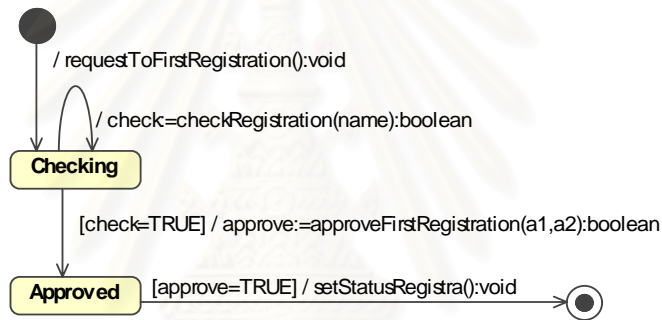 / requestToFirstRegistration():void
/ check:=checkRegistration(name):boolean
Checking
[check=TRUE] / approve:=approveFirstRegistration(a1,a2):boolean
Approved
[approve=TRUE] / setStatusRegistra():void